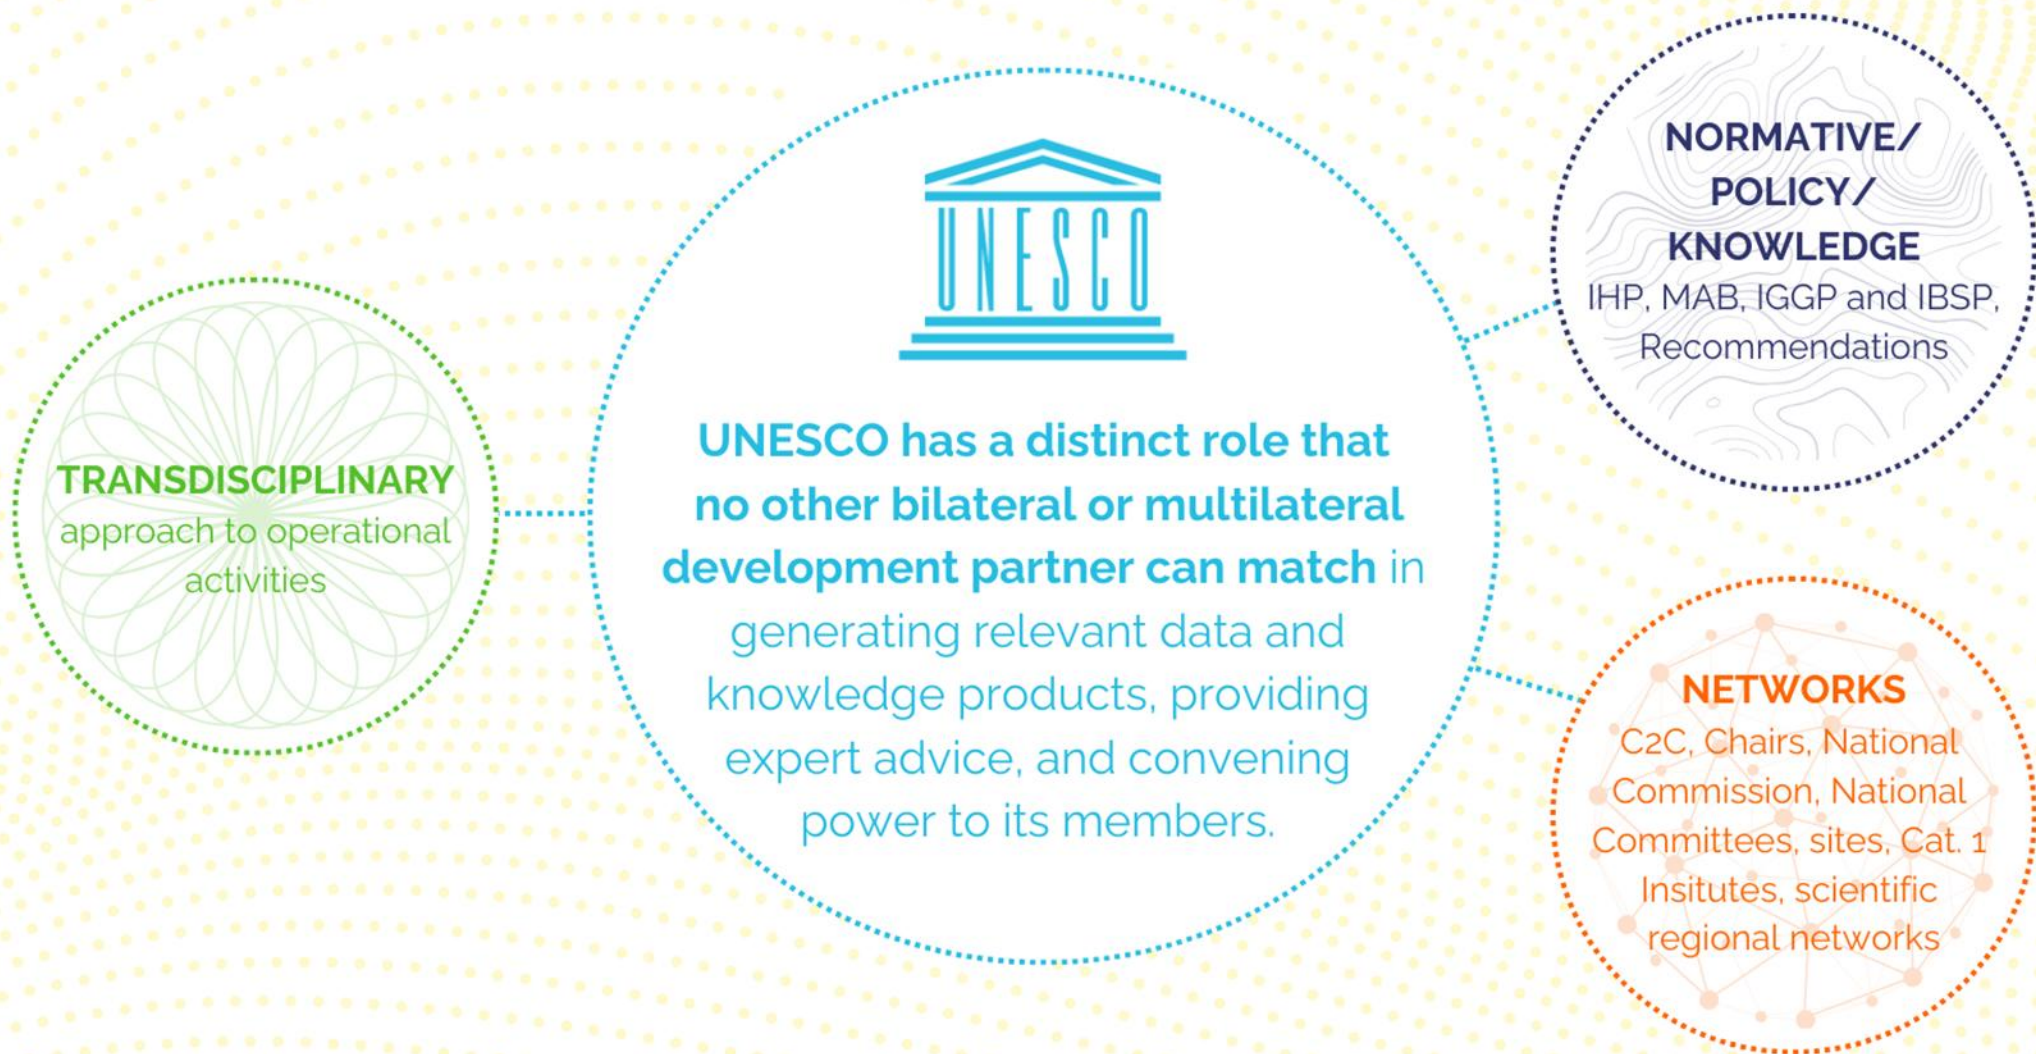 TRANSDISCIPLINARY
approach to operational
activities
UNESCO
UNESCO has a distinct role that
no other bilateral or multilateral
development partner can match in
generating relevant data and
knowledge products, providing
expert advice, and convening
power to its members.
NORMATIVE/
POLICY/
KNOWLEDGE
IHP, MAB, IGGP and IBSP,
Recommendations
NETWORKS
C2C, Chairs, National
Commission, National
Committees, sites, Cat. 1
Insitutes, scientific
regional networks